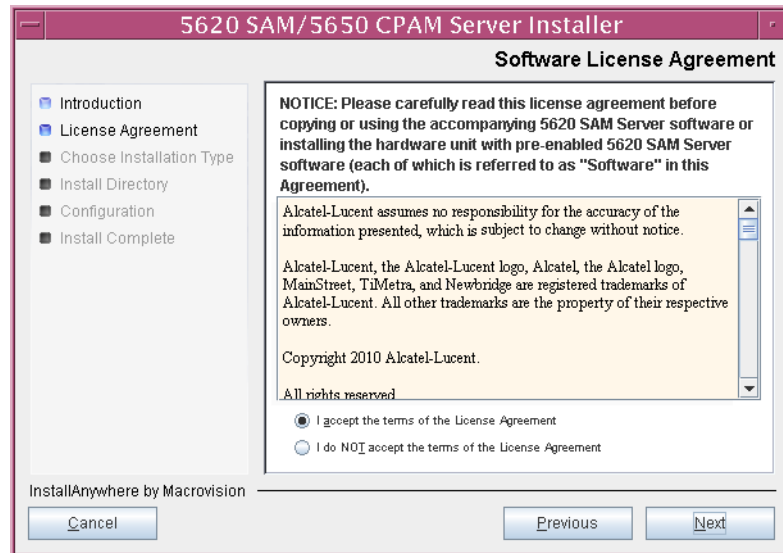 5620 SAM/5650 CPAM Server Installer
Software License Agreement
Introduction
License Agreement
Choose Installation Type
Install Directory
Configuration
Install Complete
NOTICE: Please carefully read this license agreement before
copying or using the accompanying 5620 SAM Server software or
installing the hardware unit with pre-enabled 5620 SAM Server
software (each of which is referred to as "Software" in this
Agreement).
Alcatel-Lucent assumes no responsibility for the accuracy of the
information presented, which is subject to change without notice.
Alcatel-Lucent, the Alcatel-Lucent logo, Alcatel, the Alcatel logo,
MainStreet, TiMetra, and Newbridge are registered trademarks of
Alcatel-Lucent. All other trademarks are the property of their respective
owners.
Copyright 2010 Alcatel-Lucent.
All rights reserved
I accept the terms of the License Agreement
I do NOT accept the terms of the License Agreement
InstallAnywhere by Macrovision
Cancel
Previous
Next